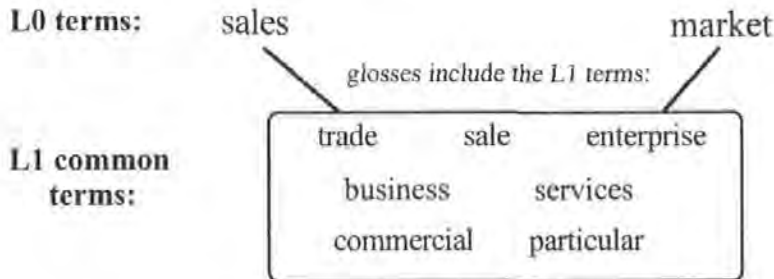 L0 terms: sales market
glosses include the L1 terms:
trade sale enterprise
L1 common
terms:
business services
commercial particular